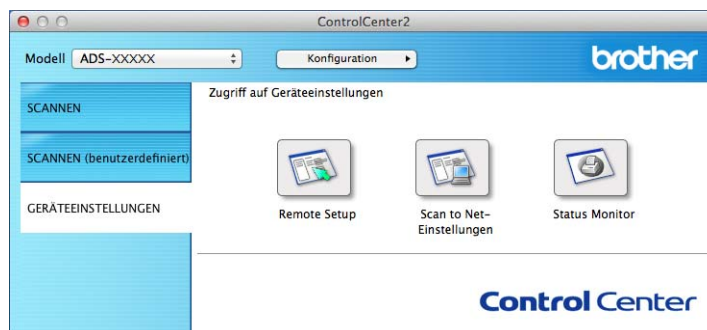 ControlCenter2
Modell ADS-XXXXX Konfiguration brother
Zugriff auf Geräteeinstellungen
SCANNEN
SCANNEN (benutzerdefiniert)
GERÄTEEINSTELLUNGEN
Remote Setup
Scan to Net-
Einstellungen
Status Monitor
Control Center